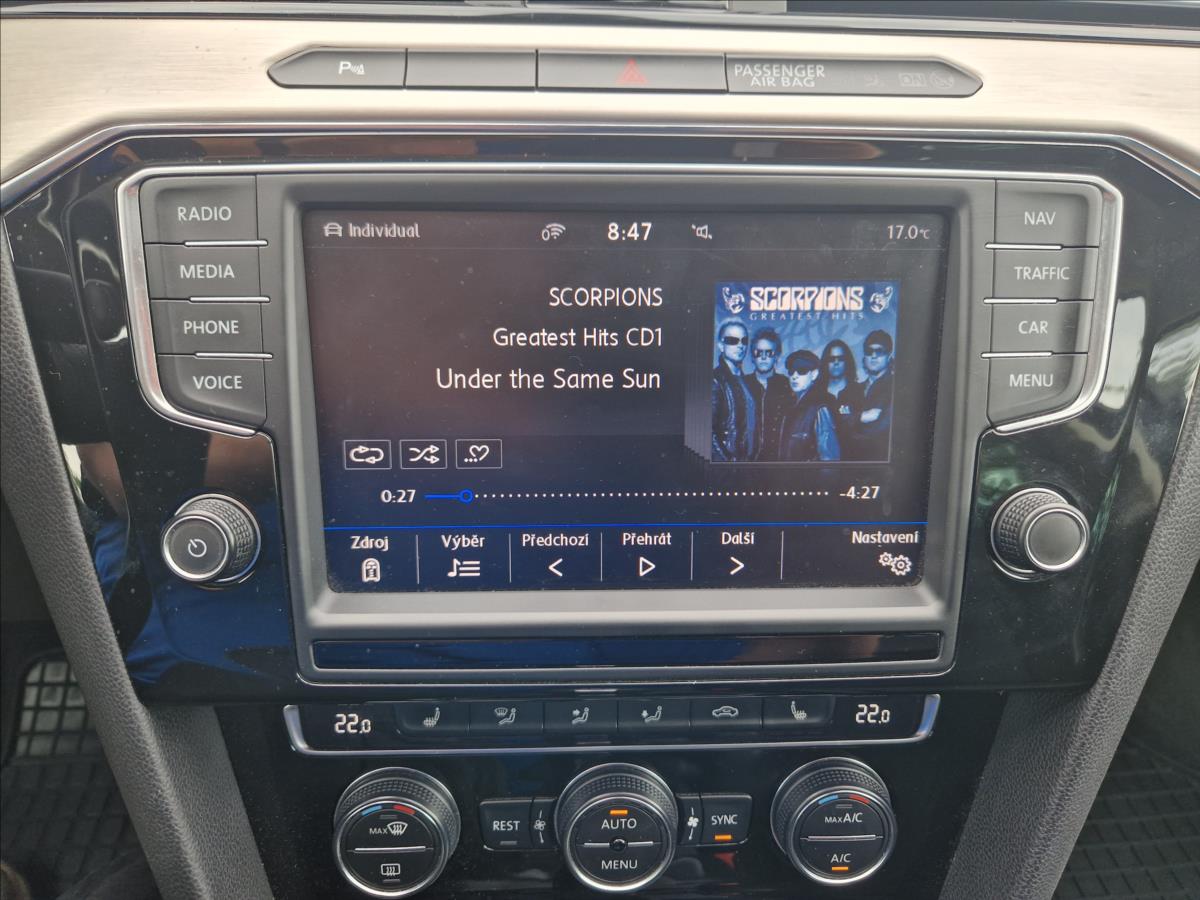 P
PASSENGER
AIR BAG
ON
RADIO
MEDIA
PHONE
VOICE
NAV
TRAFFIC
CAR
MENU
Individual
8:47
17.0°C
SCORPIONS
Greatest Hits CD1
Under the Same Sun
SCORPIONS
GREATEST HITS
0:27
-4:27
Zdroj
Výběr
Předchozí
Přehrát
Další
Nastavení
22.0
22.0
MAX
REST
AUTO
MENU
SYNC
MAX A/C
A/C